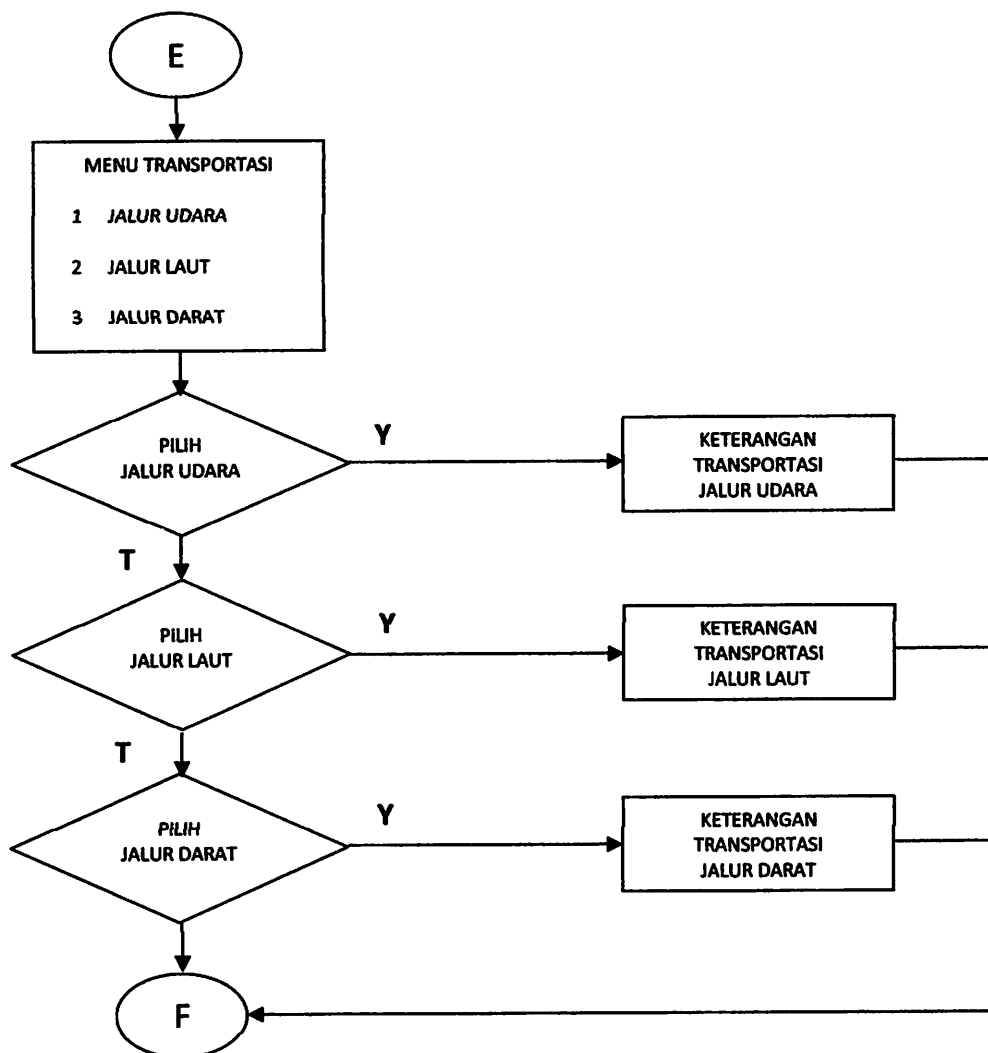 E
MENU TRANSPORTASI
1 JALUR UDARA
2 JALUR LAUT
3 JALUR DARAT
PILIH
JALUR UDARA
Y
KETERANGAN
TRANSPORTASI
JALUR UDARA
T
PILIH
JALUR LAUT
Y
KETERANGAN
TRANSPORTASI
JALUR LAUT
T
PILIH
JALUR DARAT
Y
KETERANGAN
TRANSPORTASI
JALUR DARAT
F